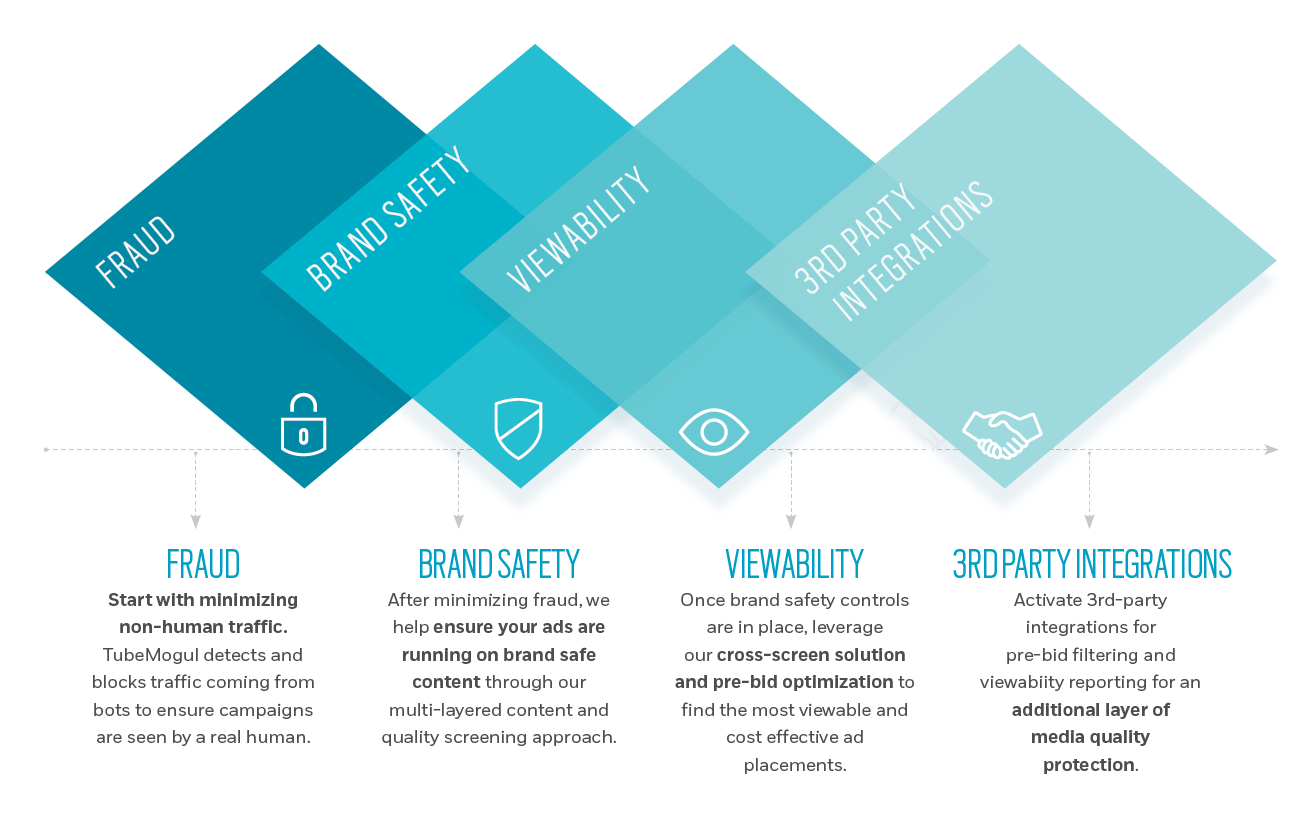 FRAUD
BRAND SAFETY
VIEWABILITY
3RD PARTY
INTEGRATIONS
FRAUD
Start with minimizing
non-human traffic.
TubeMogul detects and
blocks traffic coming from
bots to ensure campaigns
are seen by a real human.
BRAND SAFETY
After minimizing fraud, we
help ensure your ads are
running on brand safe
content through our
multi-layered content and
quality screening approach.
VIEWABILITY
Once brand safety controls
are in place, leverage
our cross-screen solution
and pre-bid optimization to
find the most viewable and
cost effective ad
placements.
3RD PARTY INTEGRATIONS
Activate 3rd-party
integrations for
pre-bid filtering and
viewabiity reporting for an
additional layer of
media quality
protection.